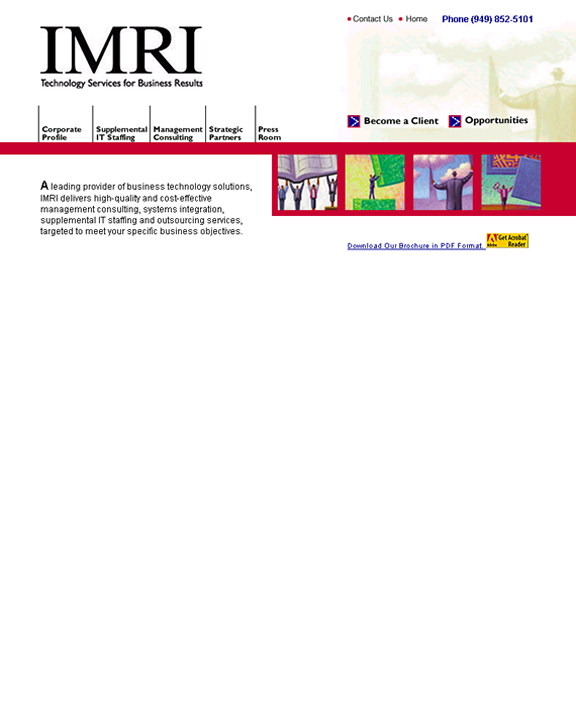 Contact Us Home Phone (949) 852-5101
IMRI
Technology Services for Business Results
Become a Client Opportunities
Corporate Profile
Supplemental IT Staffing
Management Consulting
Strategic Partners
Press Room
A leading provider of business technology solutions,
IMRI delivers high-quality and cost-effective
management consulting, systems integration,
supplemental IT staffing and outsourcing services,
targeted to meet your specific business objectives.
Download Our Brochure in PDF Format
Get Acrobat
Reader
Adobe